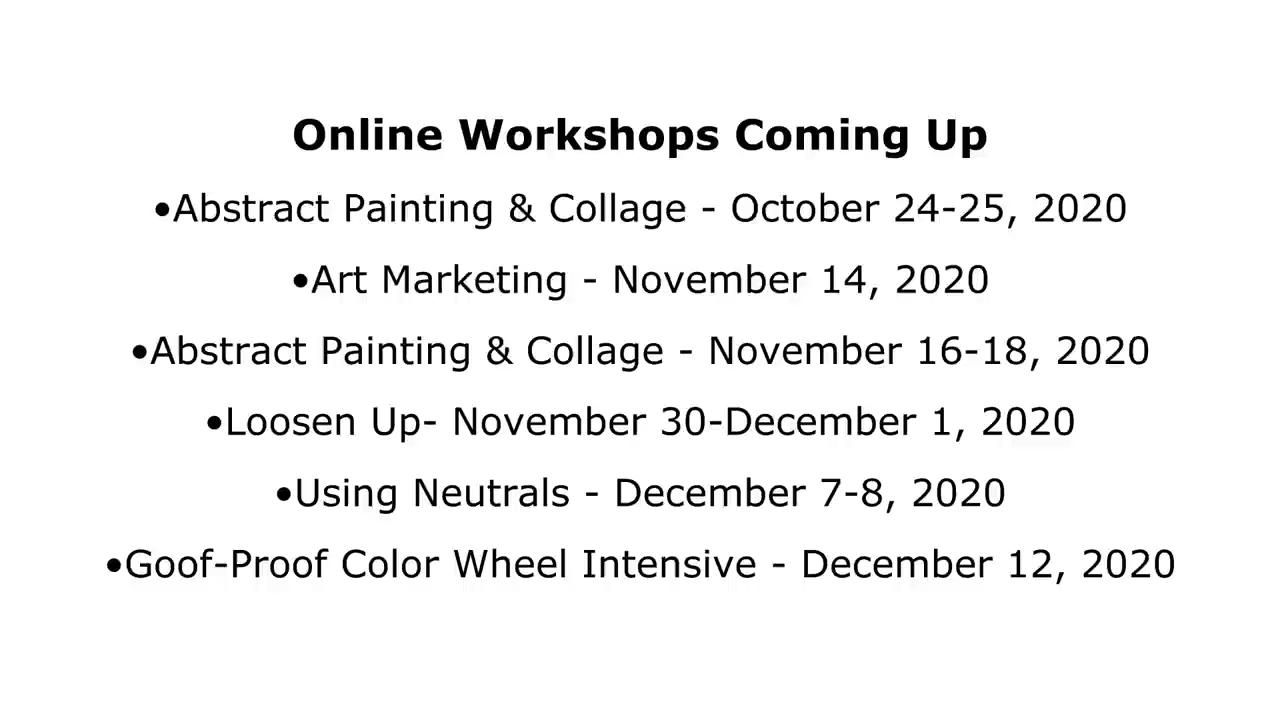 Online Workshops Coming Up
•Abstract Painting & Collage - October 24-25, 2020
•Art Marketing - November 14, 2020
•Abstract Painting & Collage - November 16-18, 2020
•Loosen Up- November 30-December 1, 2020
•Using Neutrals - December 7-8, 2020
•Goof-Proof Color Wheel Intensive - December 12, 2020